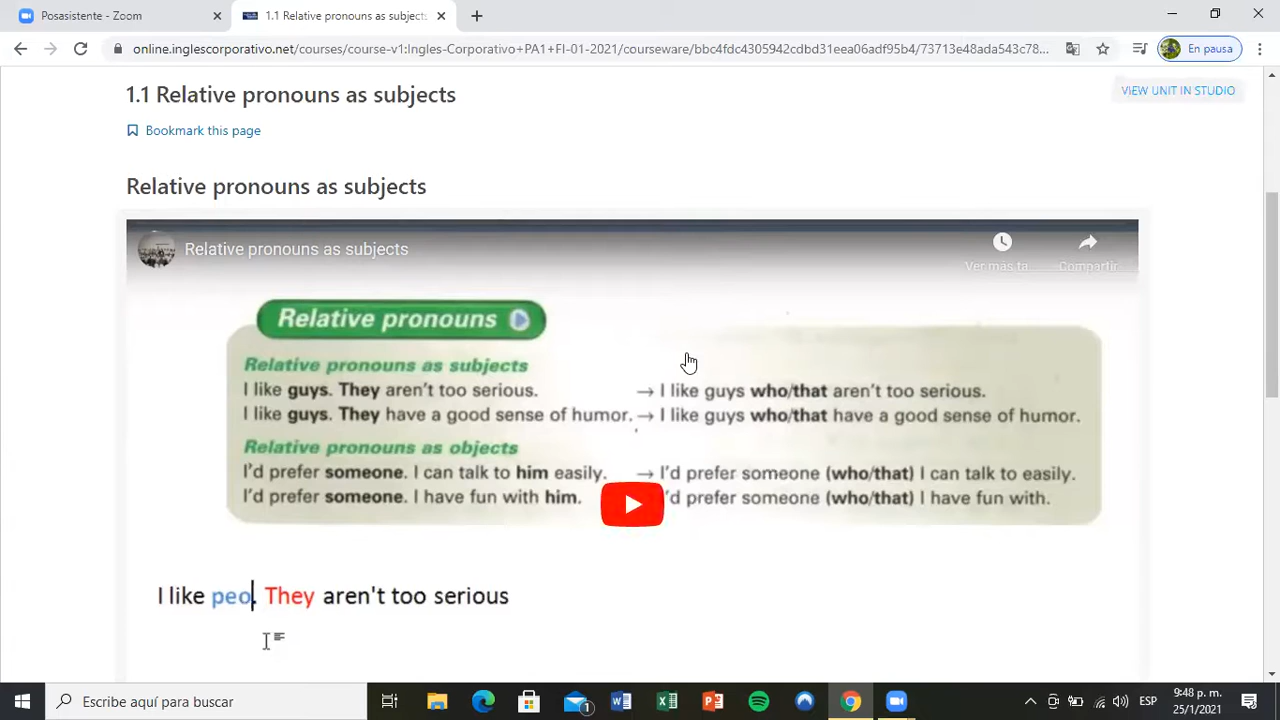 Posasistente - Zoom
1.1 Relative pronouns as subjects
online.inglescorporativo.net/courses/course-v1:Ingles-Corporativo+PA1+FI-01-2021/courseware/bbc4fdc4305942cdbd31eea06adf95b4/73713e48ada543c78...
En pausa
1.1 Relative pronouns as subjects
VIEW UNIT IN STUDIO
Bookmark this page
Relative pronouns as subjects
Relative pronouns as subjects
Ver más ta...
Compartir
Relative pronouns
Relative pronouns as subjects
I like guys. They aren't too serious. → I like guys who/that aren't too serious.
I like guys. They have a good sense of humor. → I like guys who/that have a good sense of humor.
Relative pronouns as objects
I'd prefer someone. I can talk to him easily. → I'd prefer someone (who/that) I can talk to easily.
I'd prefer someone. I have fun with him. 'd prefer someone (who/that) I have fun with.
I like peo. They aren't too serious
Escribe aquí para buscar
1
ESP
9:48 p. m.
25/1/2021